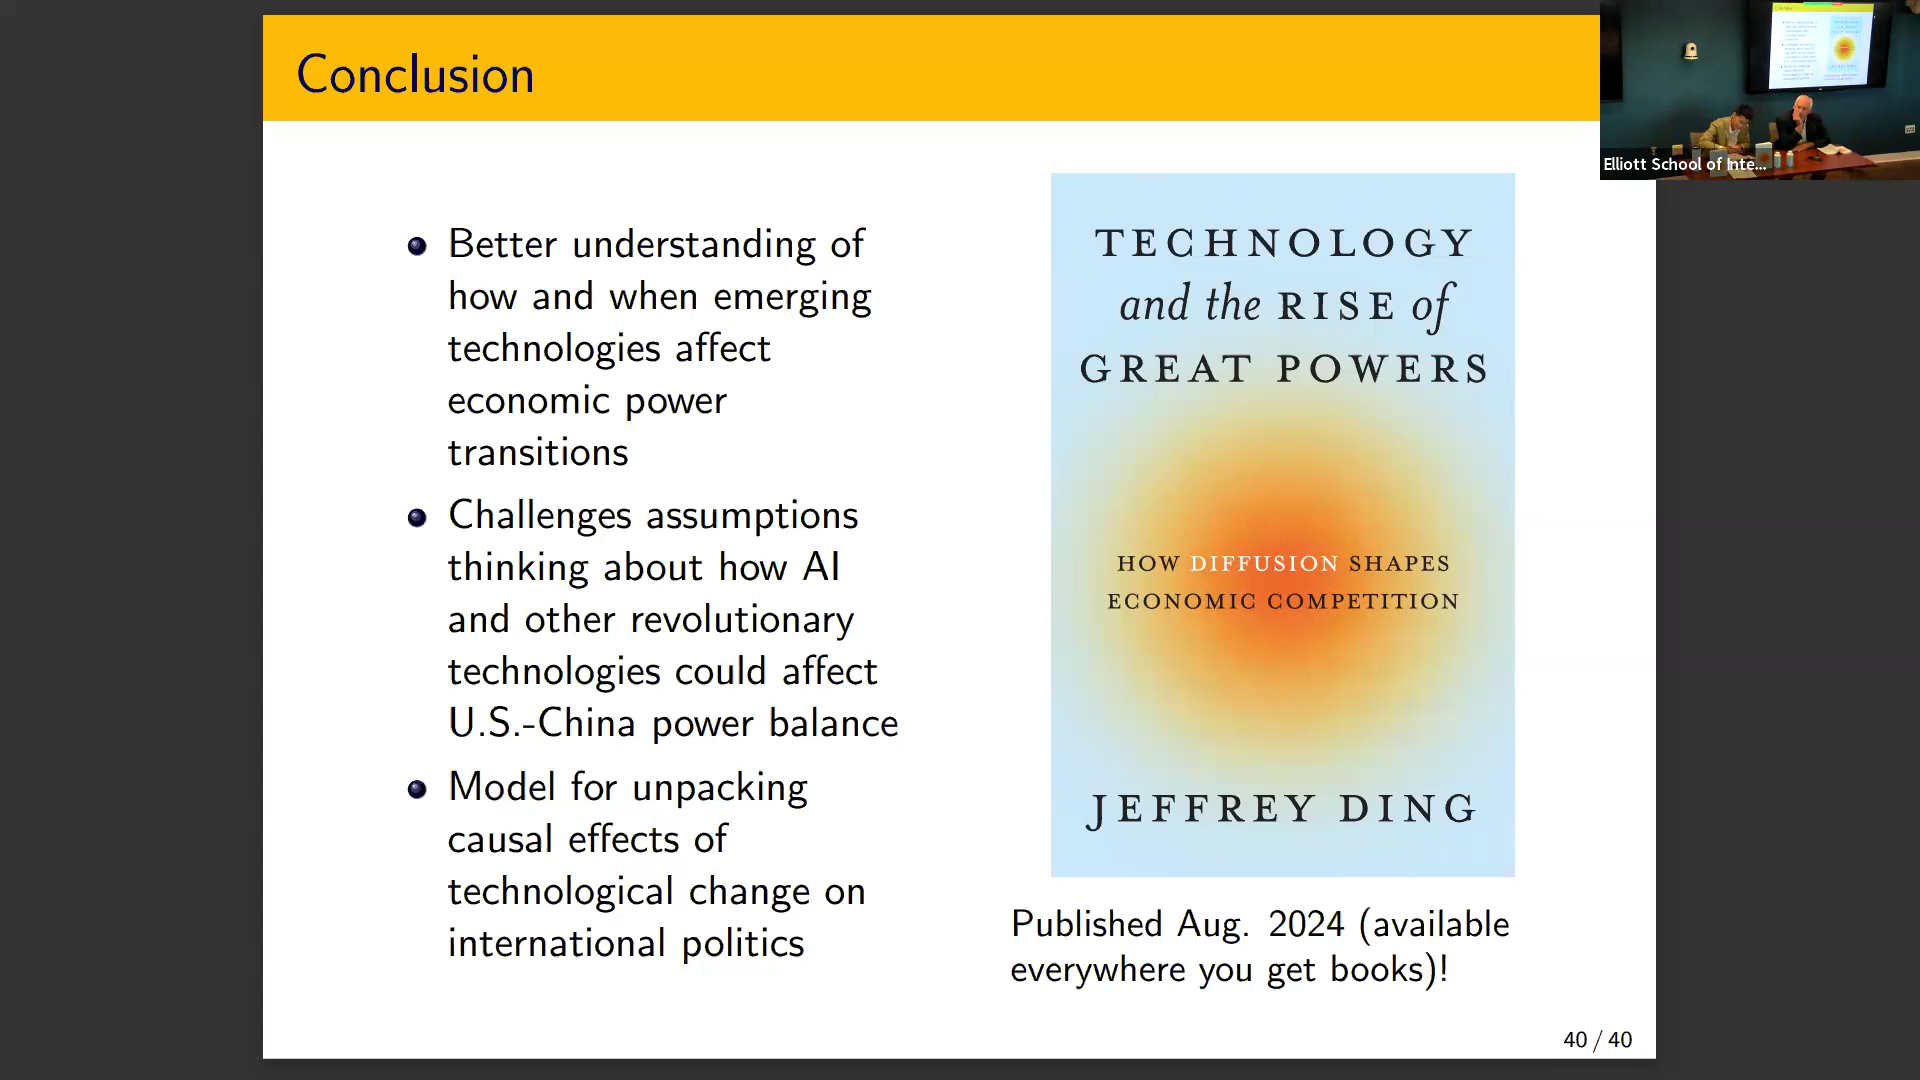 Conclusion
Elliott School of Inte...
Better understanding of
how and when emerging
technologies affect
economic power
transitions
Challenges assumptions
thinking about how AI
and other revolutionary
technologies could affect
U.S.-China power balance
Model for unpacking
causal effects of
technological change on
international politics
TECHNOLOGY
and the RISE of
GREAT POWERS
HOW DIFFUSION SHAPES
ECONOMIC COMPETITION
JEFFREY DING
Published Aug. 2024 (available
everywhere you get books)!
40 / 40